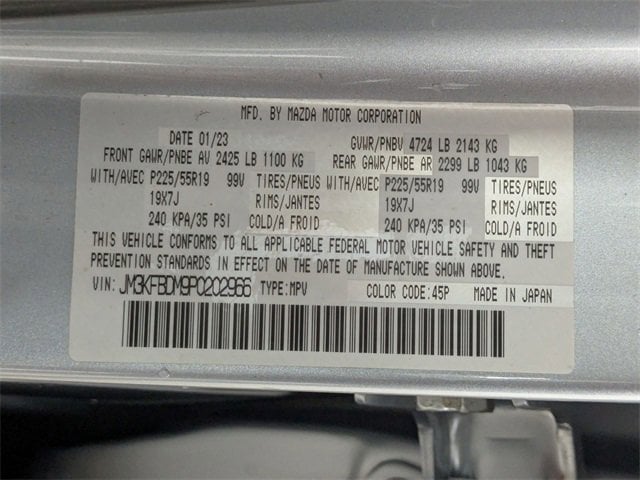 MFD. BY MAZDA MOTOR CORPORATION
DATE 01/23 GVWR/PNBV 4724 LB 2143 KG
FRONT GAWR/PNBE AV 2425 LB 1100 KG REAR GAWR/PNBE AR 2299 LB 1043 KG
WITH/AVEC P225/55R19 99V TIRES/PNEUS WITH/AVEC P225/55R19 99V TIRES/PNEUS
19X7J RIMS/JANTES 19X7J RIMS/JANTES
240 KPA/35 PSI COLD/A FROID 240 KPA/35 PSI COLD/A FROID
THIS VEHICLE CONFORMS TO ALL APPLICABLE FEDERAL MOTOR VEHICLE SAFETY AND THEFT
PREVENTION STANDARDS IN EFFECT ON THE DATE OF MANUFACTURE SHOWN ABOVE.
VIN: JM3KFBDM9P0202966 TYPE:MPV COLOR CODE:45P MADE IN JAPAN